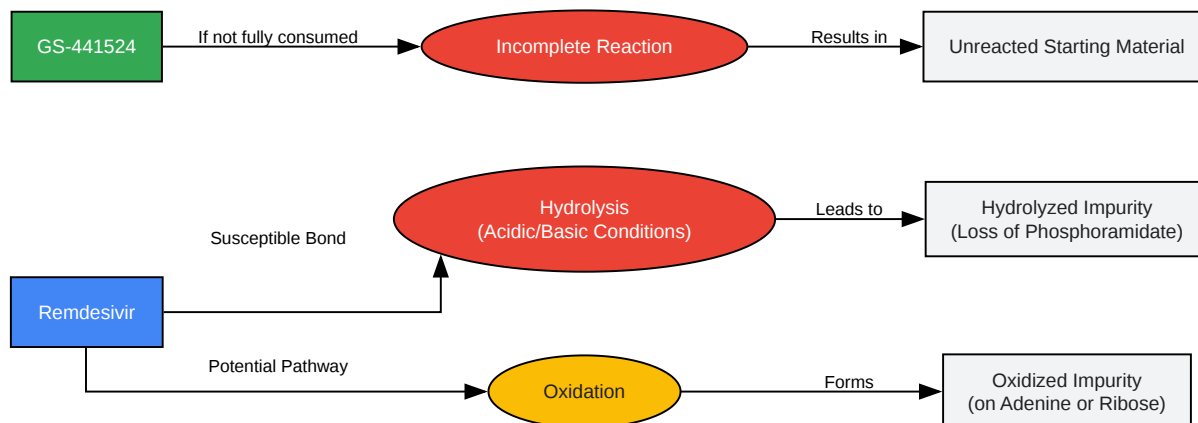 GS-441524
If not fully consumed
Incomplete Reaction
Results in
Unreacted Starting Material
Hydrolysis
(Acidic/Basic Conditions)
Leads to
Hydrolyzed Impurity
(Loss of Phosphoramidate)
Susceptible Bond
Remdesivir
Potential Pathway
Oxidation
Forms
Oxidized Impurity
(on Adenine or Ribose)